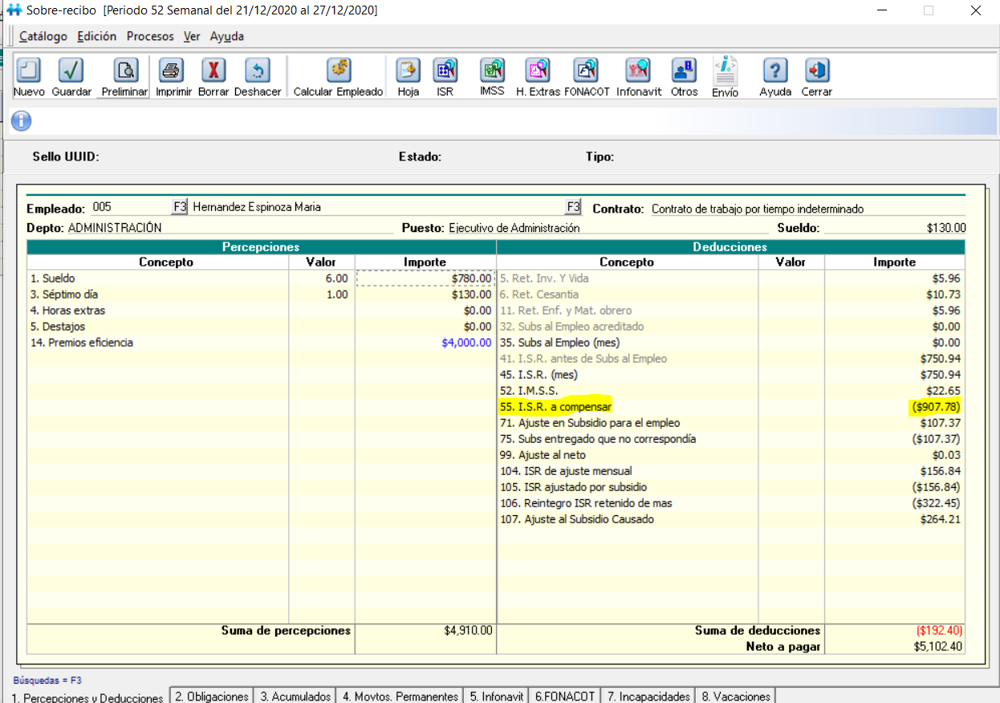 Sobre-recibo [Periodo 52 Semanal del 21/12/2020 al 27/12/2020]
Catálogo Edición Procesos Ver Ayuda
Nuevo Guardar Preliminar Imprimir Borrar Deshacer Calcular Empleado Hoja ISR IMSS H. Extras FONACOT Infonavit Otros Envío Ayuda Cerrar
Sello UUID: Estado: Tipo:
Empleado: 005 F3 Hernandez Espinoza Maria F3 Contrato: Contrato de trabajo por tiempo indeterminado
Depto: ADMINISTRACIÓN Puesto: Ejecutivo de Administración Sueldo: $130.00
Percepciones Deducciones
Concepto Valor Importe Concepto Valor Importe
1. Sueldo 6.00 $780.00 5. Ret. Inv. Y Vida $5.96
3. Séptimo día 1.00 $130.00 6. Ret. Cesantia $10.73
4. Horas extras $0.00 11. Ret. Enf. y Mat. obrero $5.96
5. Destajos $0.00 32. Subs al Empleo acreditado $0.00
14. Premios eficiencia $4,000.00 35. Subs al Empleo (mes) $0.00
41. I.S.R. antes de Subs al Empleo $750.94
45. I.S.R. (mes) $750.94
52. I.M.S.S. $22.65
55. I.S.R. a compensar ($907.78)
71. Ajuste en Subsidio para el empleo $107.37
75. Subs entregado que no correspondía ($107.37)
99. Ajuste al neto $0.03
104. ISR de ajuste mensual $156.84
105. ISR ajustado por subsidio ($156.84)
106. Reintegro ISR retenido de mas ($322.45)
107. Ajuste al Subsidio Causado $264.21
Suma de percepciones $4,910.00 Suma de deducciones ($192.40)
Neto a pagar $5,102.40
Búsquedas = F3
1. Percepciones y Deducciones 2. Obligaciones 3. Acumulados 4. Movtos. Permanentes 5. Infonavit 6.FONACOT 7. Incapacidades 8. Vacaciones